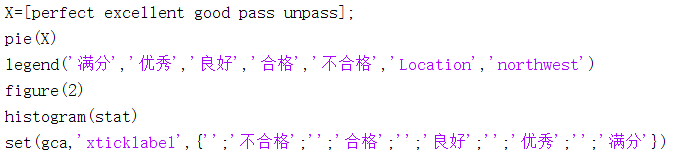 X=[perfect excellent good pass unpass];
pie(X)
legend('满分','优秀','良好','合格','不合格','Location','northwest')
figure(2)
histogram(stat)
set(gca,'xticklabel',{'';'不合格';'';'合格';'';'良好';'';'优秀';'';'满分'})